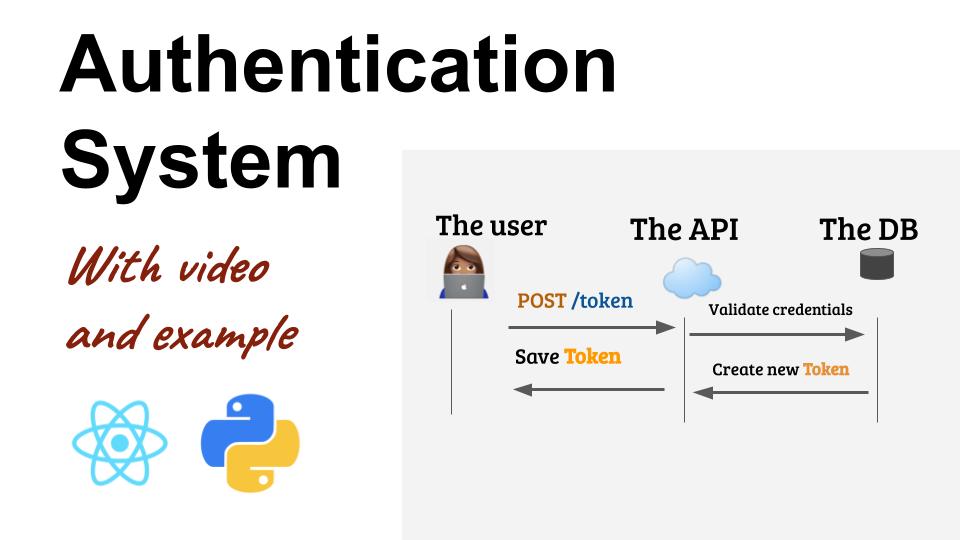 Authentication
System
With video
and example
The user
The API
The DB
POST /token
Validate credentials
Save Token
Create new Token